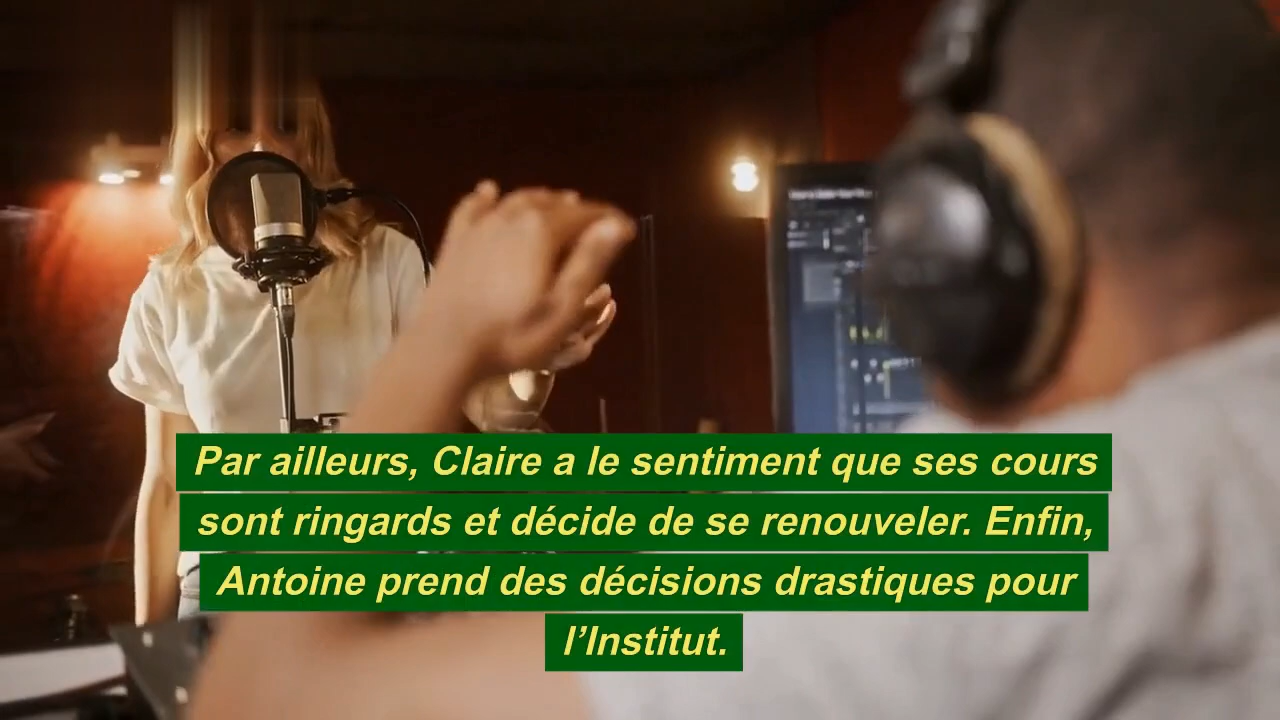 Par ailleurs, Claire a le sentiment que ses cours
sont ringards et décide de se renouveler. Enfin,
Antoine prend des décisions drastiques pour
l’Institut.